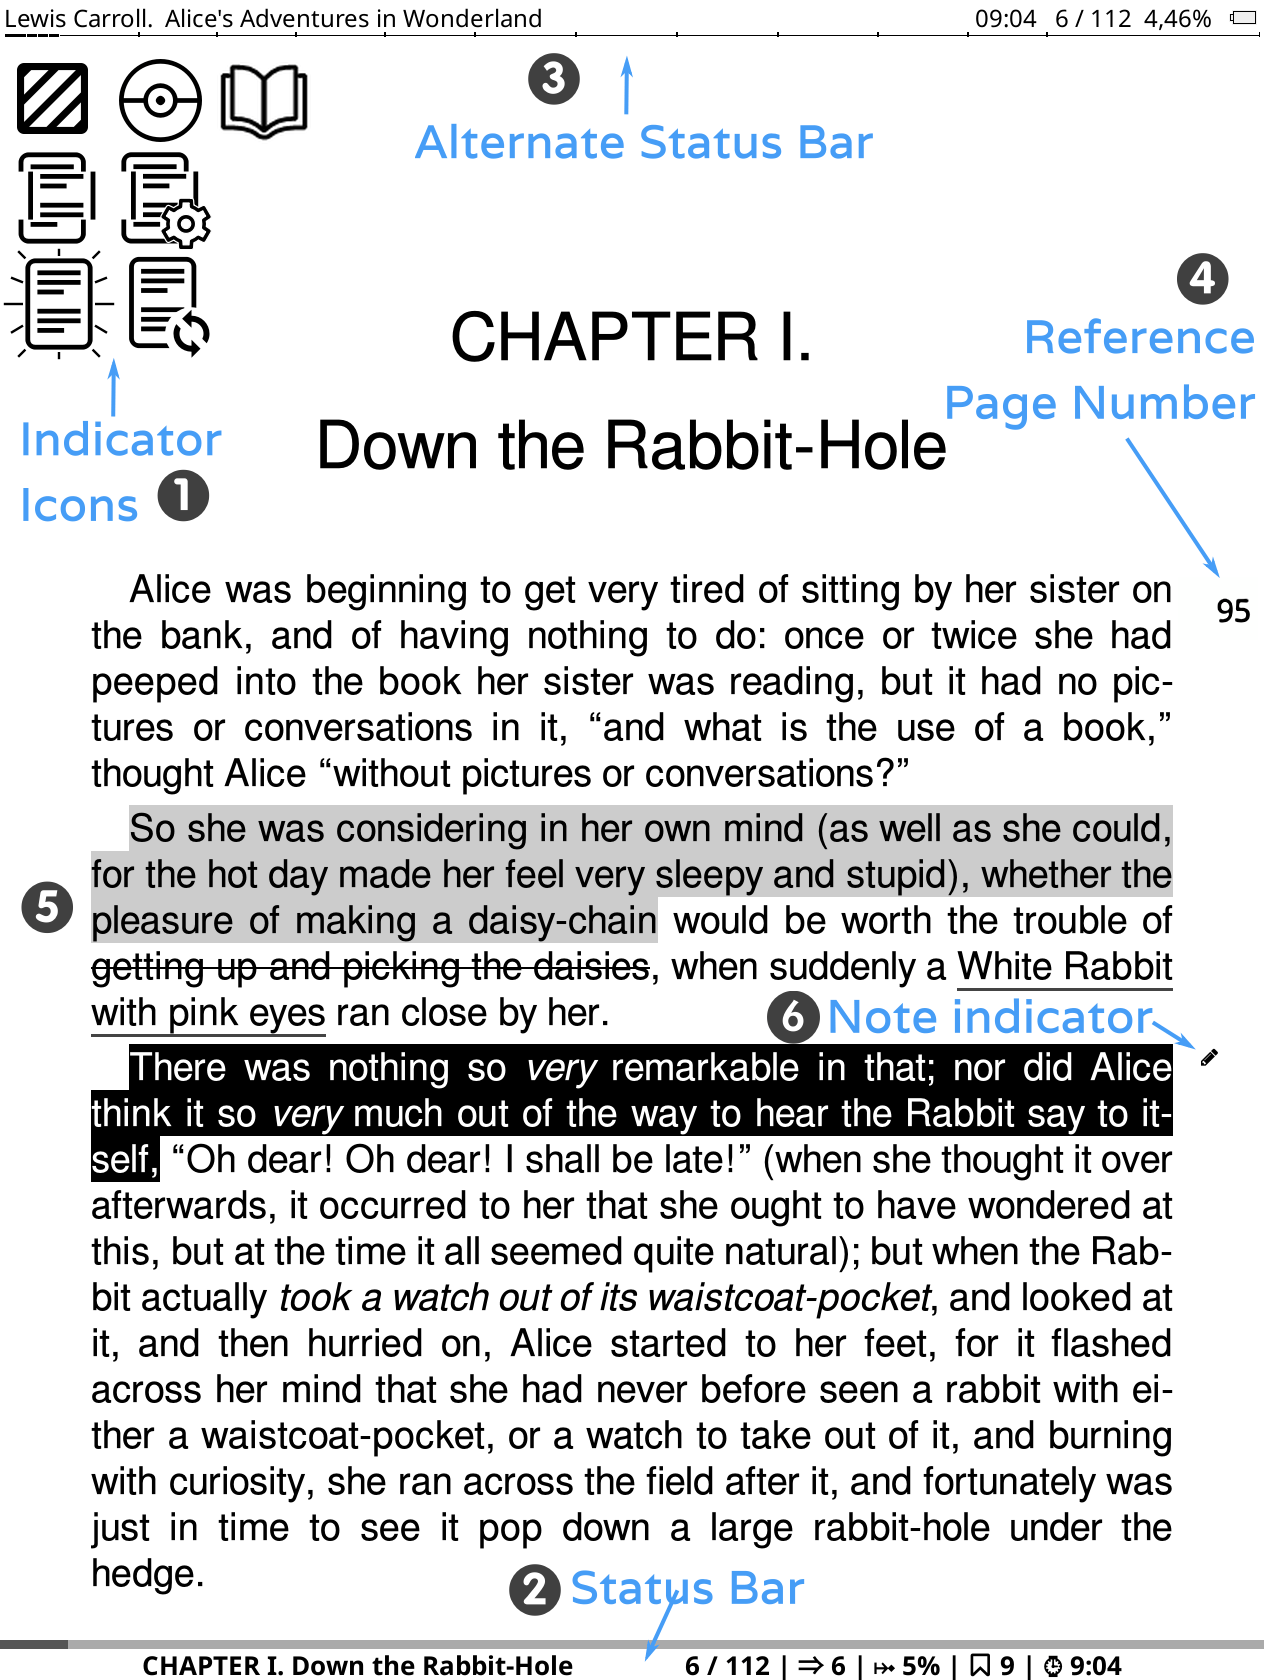 Lewis Carroll. Alice's Adventures in Wonderland 09:04 6 / 112 4,46%
3
Alternate Status Bar
4
Reference
Page Number
CHAPTER I.
Down the Rabbit-Hole
Indicator
Icons 1
Alice was beginning to get very tired of sitting by her sister on
95
the bank, and of having nothing to do: once or twice she had
peeped into the book her sister was reading, but it had no pic-
tures or conversations in it, “and what is the use of a book,”
thought Alice “without pictures or conversations?”
So she was considering in her own mind (as well as she could,
for the hot day made her feel very sleepy and stupid), whether the
5
pleasure of making a daisy-chain would be worth the trouble of
getting up and picking the daisies, when suddenly a White Rabbit
with pink eyes ran close by her.
6 Note indicator
There was nothing so very remarkable in that; nor did Alice
think it so very much out of the way to hear the Rabbit say to it-
self, “Oh dear! Oh dear! I shall be late!” (when she thought it over
afterwards, it occurred to her that she ought to have wondered at
this, but at the time it all seemed quite natural); but when the Rab-
bit actually took a watch out of its waistcoat-pocket, and looked at
it, and then hurried on, Alice started to her feet, for it flashed
across her mind that she had never before seen a rabbit with ei-
ther a waistcoat-pocket, or a watch to take out of it, and burning
with curiosity, she ran across the field after it, and fortunately was
just in time to see it pop down a large rabbit-hole under the
hedge.
2 Status Bar
CHAPTER I. Down the Rabbit-Hole 6 / 112 | ⇒ 6 | ⤠ 5% | 9 | 9:04